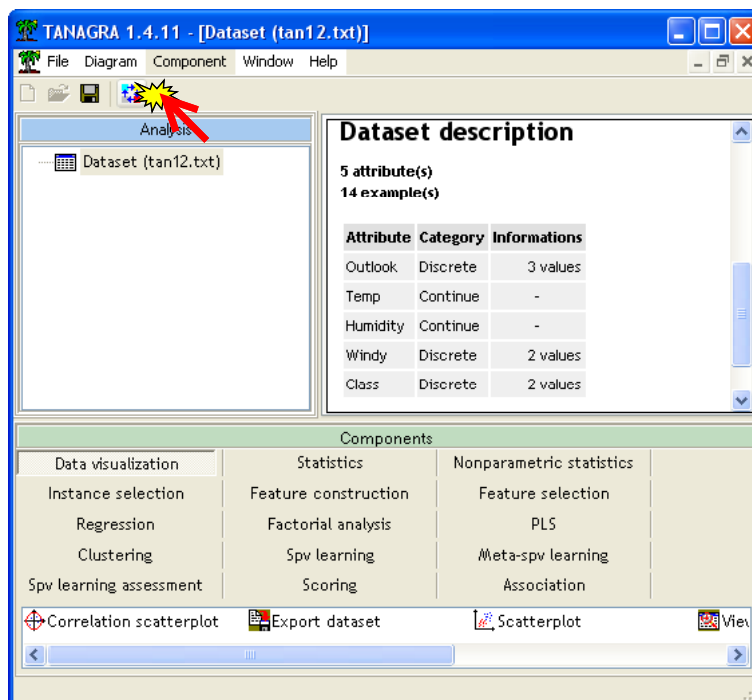 TANAGRA 1.4.11 - [Dataset (tan12.txt)]
File Diagram Component Window Help
Analysis
Dataset (tan12.txt)
Dataset description
5 attribute(s)
14 example(s)
Attribute Category Informations
Outlook Discrete 3 values
Temp Continue -
Humidity Continue -
Windy Discrete 2 values
Class Discrete 2 values
Components
Data visualization Statistics Nonparametric statistics
Instance selection Feature construction Feature selection
Regression Factorial analysis PLS
Clustering Spv learning Meta-spv learning
Spv learning assessment Scoring Association
Correlation scatterplot Export dataset Scatterplot